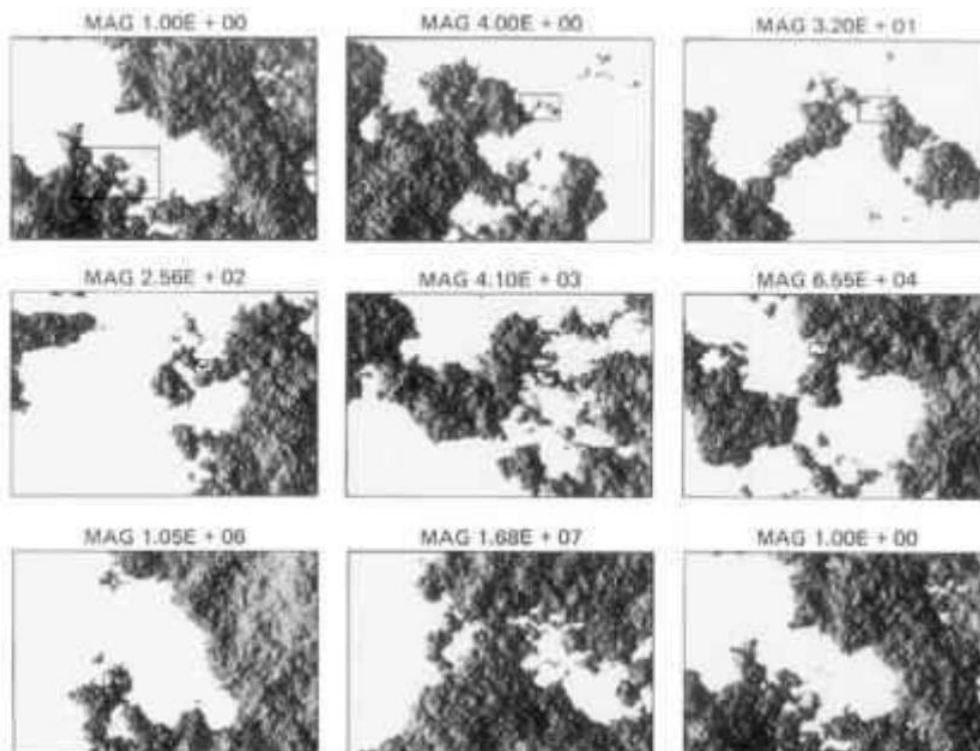 MAG 1.00E + 00
MAG 4.00E + 00
MAG 3.20E + 01
MAG 2.56E + 02
MAG 4.10E + 03
MAG 6.55E + 04
MAG 1.05E + 06
MAG 1.68E + 07
MAG 1.00E + 00